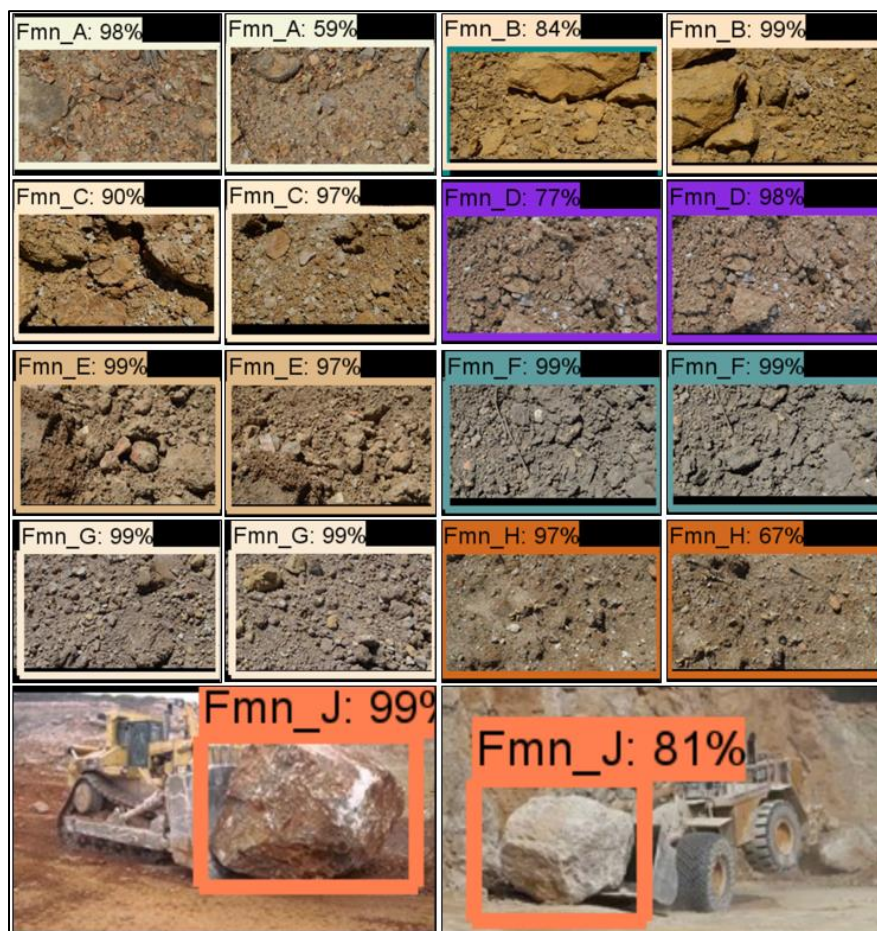 Fmn_A: 98%
Fmn_A: 59%
Fmn_B: 84%
Fmn_B: 99%
Fmn_C: 90%
Fmn_C: 97%
Fmn_D: 77%
Fmn_D: 98%
Fmn_E: 99%
Fmn_E: 97%
Fmn_F: 99%
Fmn_F: 99%
Fmn_G: 99%
Fmn_G: 99%
Fmn_H: 97%
Fmn_H: 67%
Fmn_J: 99%
Fmn_J: 81%